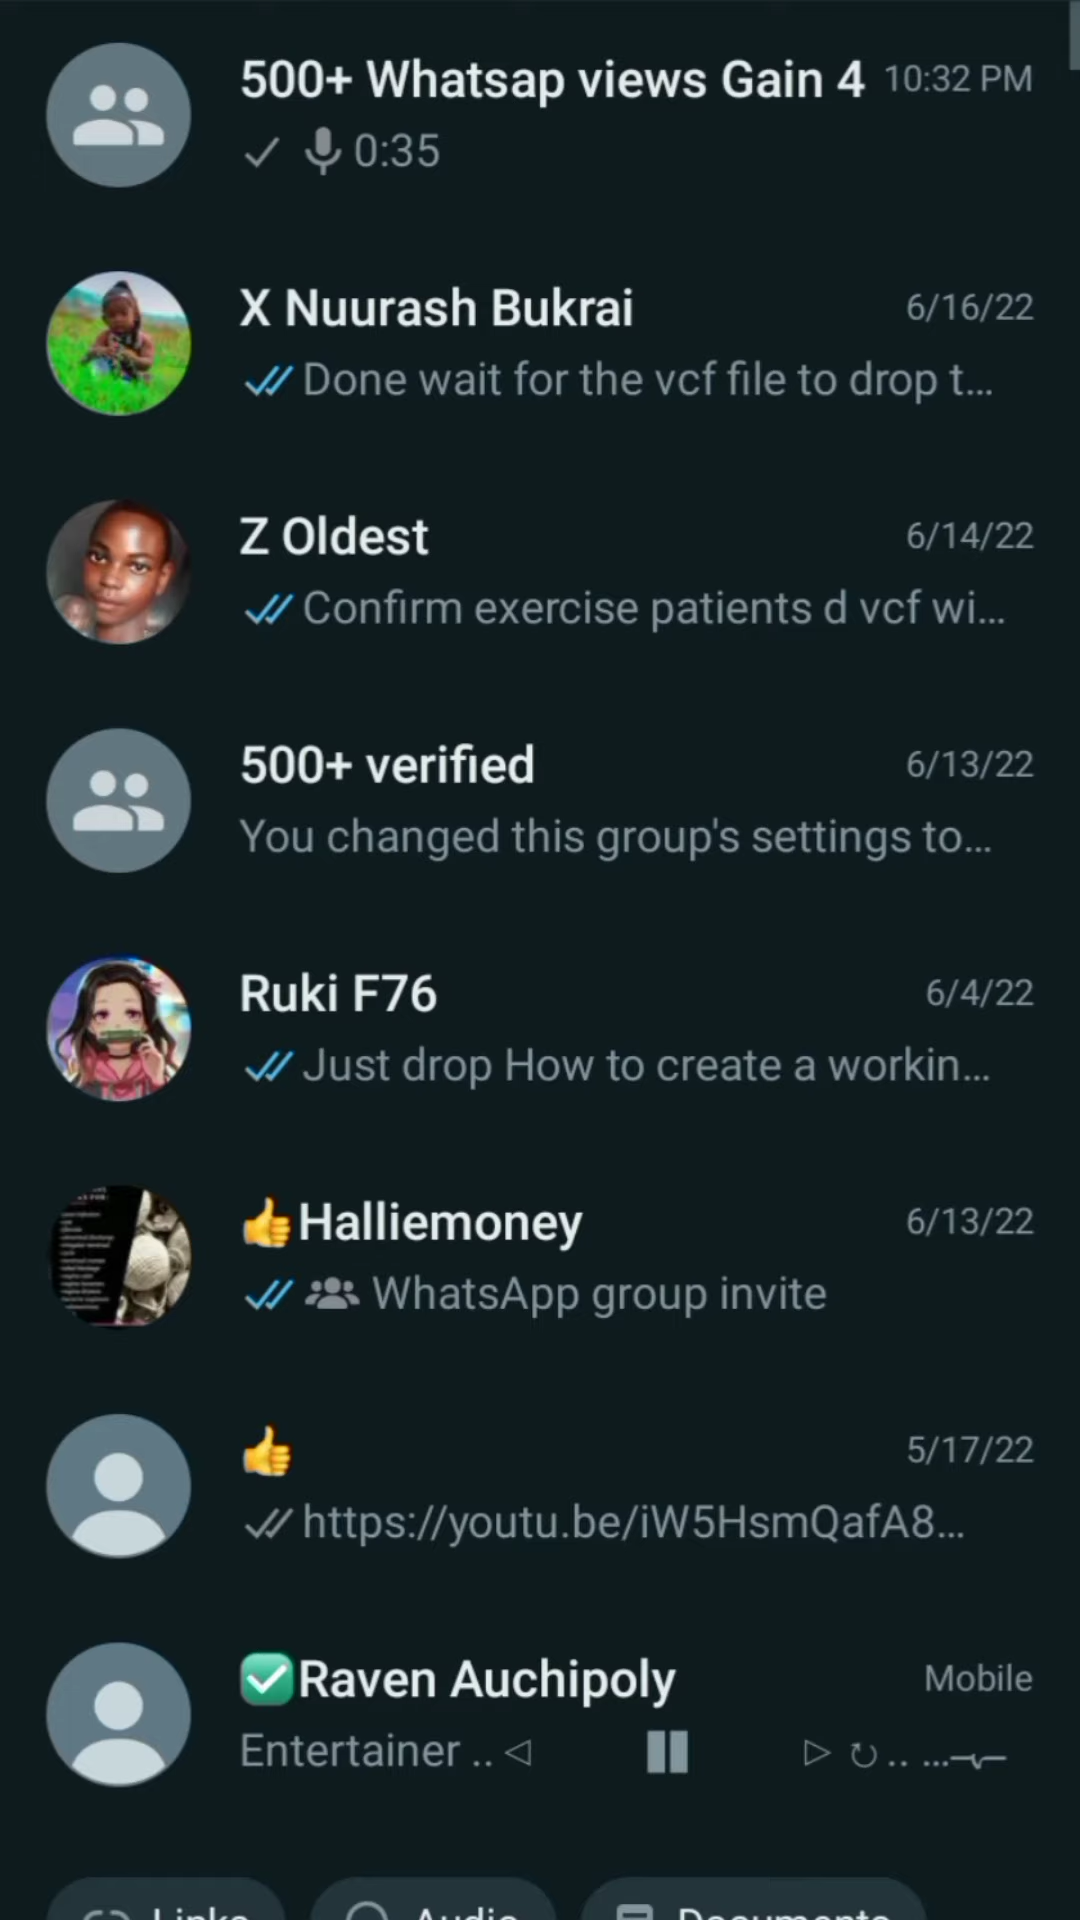 500+ Whatsap views Gain 4 10:32 PM
0:35
X Nuurash Bukrai 6/16/22
Done wait for the vcf file to drop t...
Z Oldest 6/14/22
Confirm exercise patients d vcf wi...
500+ verified 6/13/22
You changed this group's settings to...
Ruki F76 6/4/22
Just drop How to create a workin...
👍Halliemoney 6/13/22
WhatsApp group invite
👍 5/17/22
https://youtu.be/iW5HsmQafA8...
✅Raven Auchipoly Mobile
Entertainer .. ◁ ▮▮ ▷ ↻ .. ...
Links Audio Documents